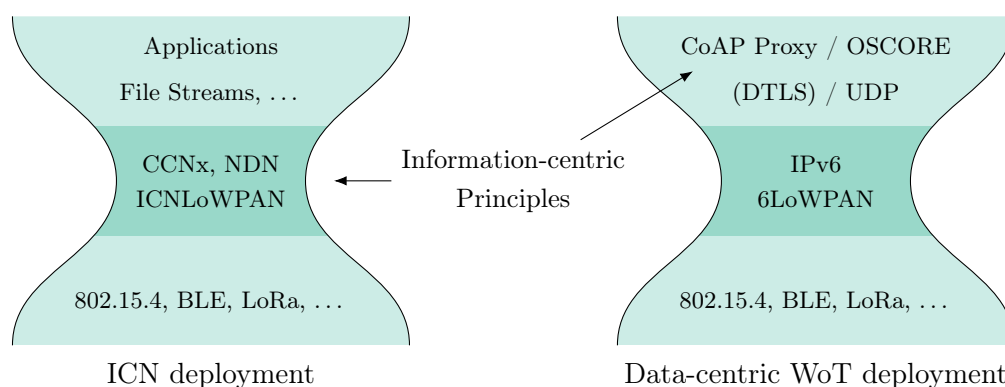 Applications
File Streams, ...
CCNx, NDN
ICNLoWPAN
802.15.4, BLE, LoRa, ...
ICN deployment
Information-centric
Principles
CoAP Proxy / OSCORE
(DTLS) / UDP
IPv6
6LoWPAN
802.15.4, BLE, LoRa, ...
Data-centric WoT deployment